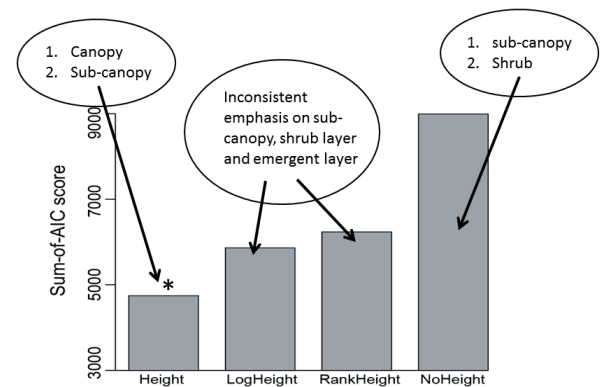 1. Canopy
2. Sub-canopy
Inconsistent
emphasis on sub-
canopy, shrub layer
and emergent layer
1. sub-canopy
2. Shrub
Sum-of-AIC score
9000
7000
5000
3000
*
Height
LogHeight
RankHeight
NoHeight